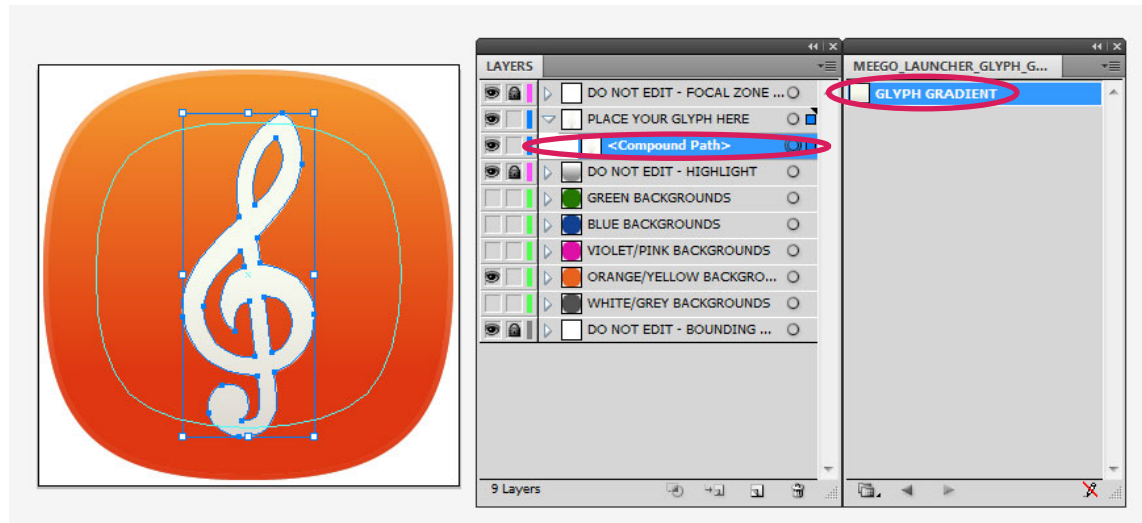 LAYERS
DO NOT EDIT - FOCAL ZONE ...
PLACE YOUR GLYPH HERE
<Compound Path>
DO NOT EDIT - HIGHLIGHT
GREEN BACKGROUNDS
BLUE BACKGROUNDS
VIOLET/PINK BACKGROUNDS
ORANGE/YELLOW BACKGRO...
WHITE/GREY BACKGROUNDS
DO NOT EDIT - BOUNDING ...
9 Layers
MEEGO_LAUNCHER_GLYPH_G...
GLYPH GRADIENT